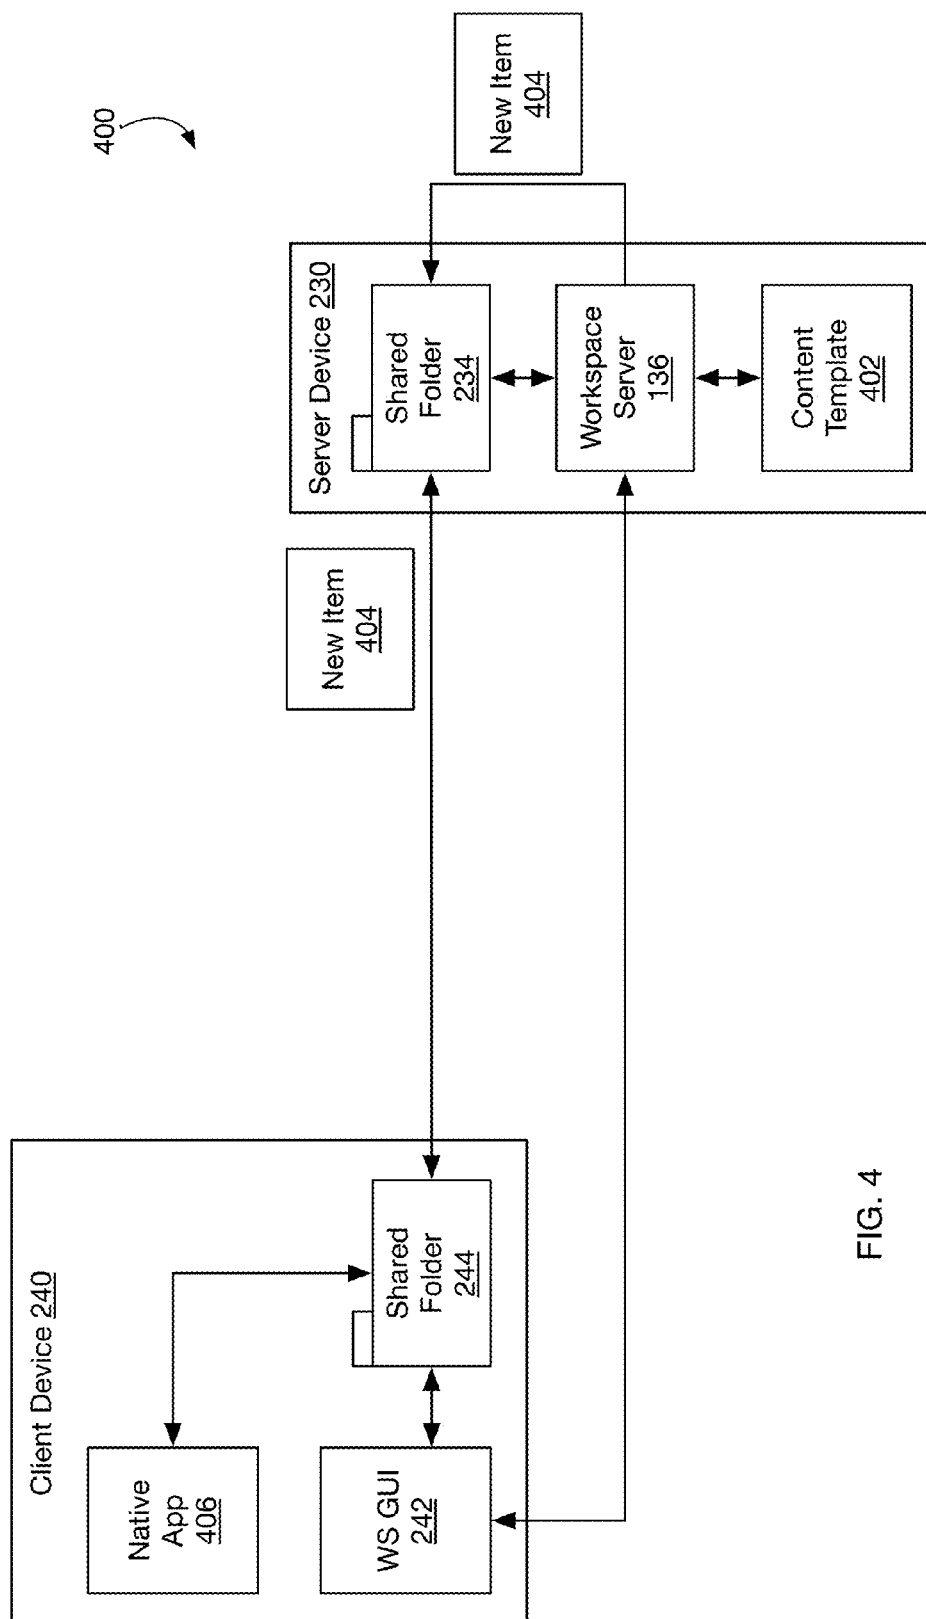 400
Client Device 240
Native
App
406
WS GUI
242
Shared
Folder
244
New Item
404
Server Device 230
Shared
Folder
234
Workspace
Server
136
Content
Template
402
New Item
404
FIG. 4